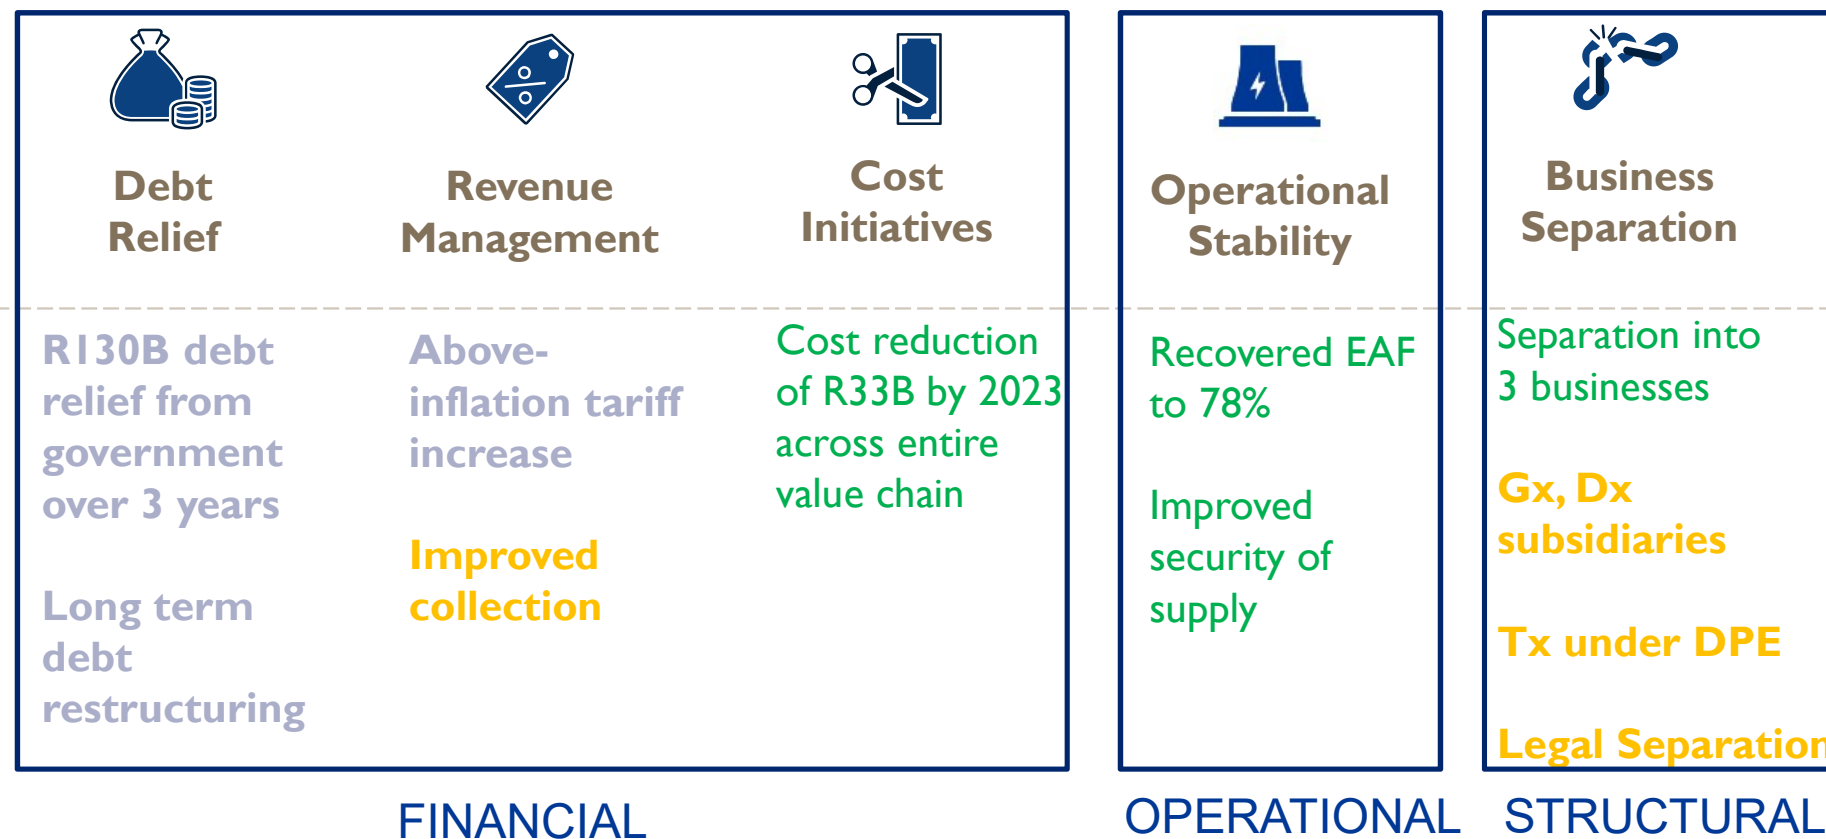 Debt
Relief
Revenue
Management
Cost
Initiatives
Operational
Stability
Business
Separation
R130B debt
relief from
government
over 3 years
Long term
debt
restructuring
Above-
inflation tariff
increase
Improved
collection
Cost reduction
of R33B by 2023
across entire
value chain
Recovered EAF
to 78%
Improved
security of
supply
Separation into
3 businesses
Gx, Dx
subsidiaries
Tx under DPE
Legal Separation
FINANCIAL
OPERATIONAL
STRUCTURAL